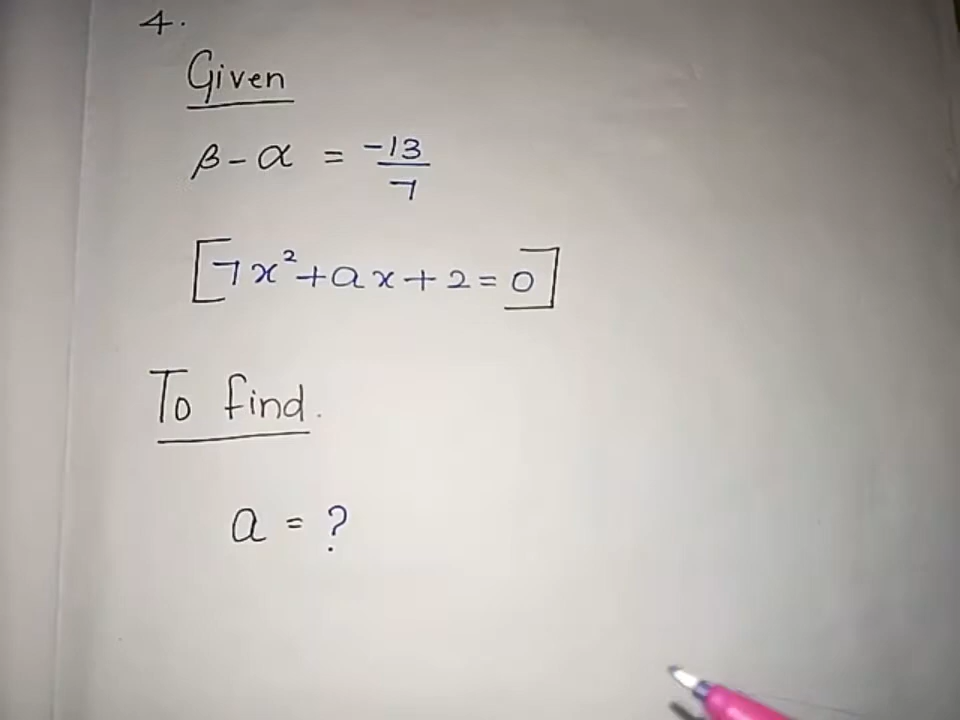 4.
Given
β - α = -13/7
[7x²+ax+2=0]
To find.
a = ?